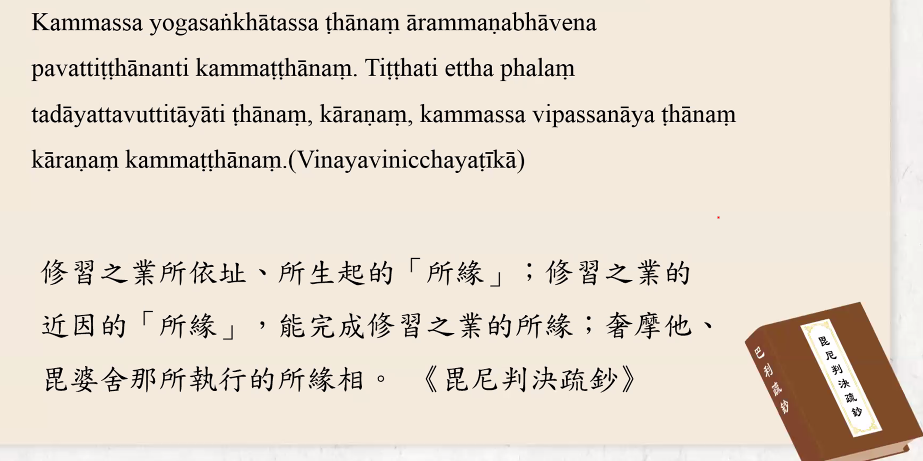 Kammassa yogasaṅkhātassa ṭhānaṃ ārammaṇabhāvena
pavattiṭṭhānanti kammaṭṭhānaṃ. Tiṭṭhati ettha phalaṃ
tadāyattavuttitāyāti ṭhānaṃ, kāraṇaṃ, kammassa vipassanāya ṭhānaṃ
kāraṇaṃ kammaṭṭhānaṃ.(Vinayavinicchayaṭīkā)
修習之業所依址、所生起的「所緣」；修習之業的
近因的「所緣」，能完成修習之業的所緣；奢摩他、
毘婆舍那所執行的所緣相。 《毘尼判決疏鈔》
巴利疏鈔
毘尼判決疏鈔